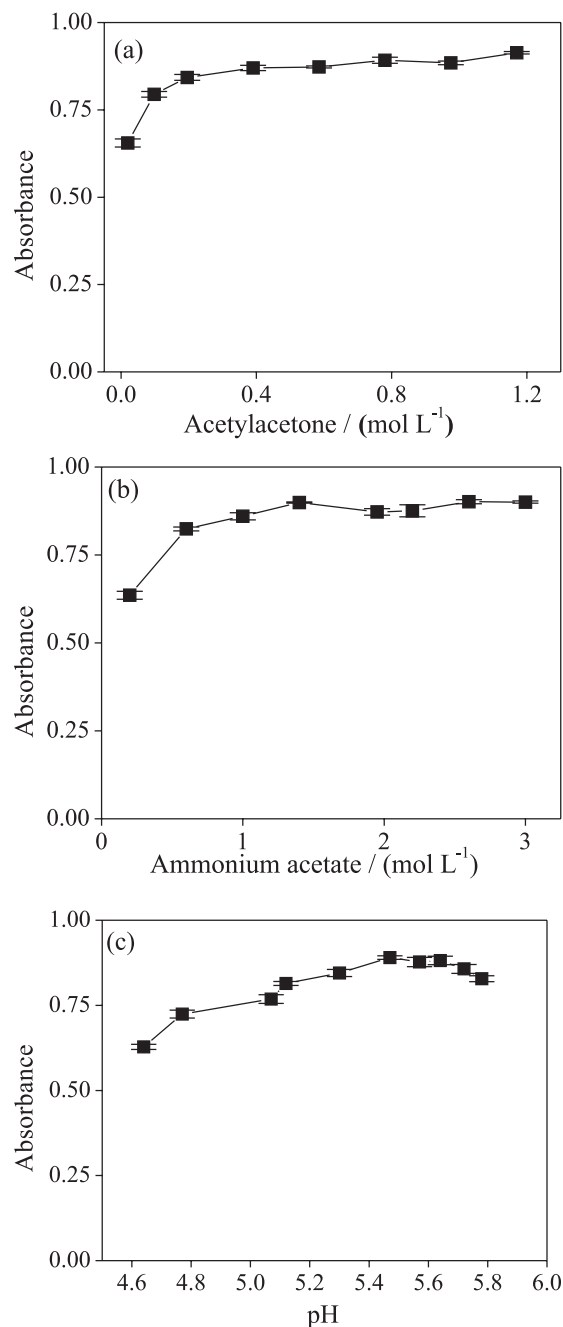 (a)
1.00
0.75
0.50
0.25
0.00
Absorbance
0.0 0.4 0.8 1.2
Acetylacetone / (mol L⁻¹)
(b)
1.00
0.75
0.50
0.25
0.00
Absorbance
0 1 2 3
Ammonium acetate / (mol L⁻¹)
(c)
1.00
0.75
0.50
0.25
0.00
Absorbance
4.6 4.8 5.0 5.2 5.4 5.6 5.8 6.0
pH